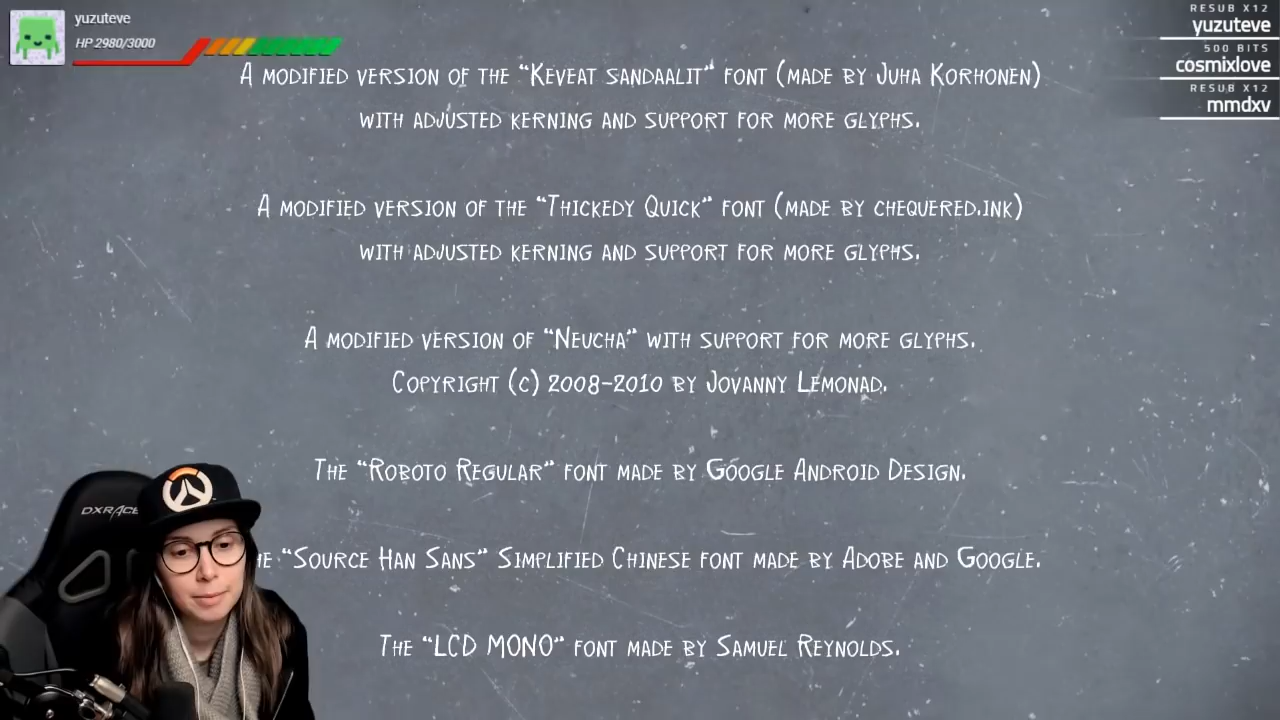 yuzuteve
HP 2980/3000
RESUB X12
yuzuteve
500 BITS
cosmixlove
RESUB X12
mmdxv
A modified version of the "Keveat sandaalit" font (made by Juha Korhonen)
with adjusted kerning and support for more glyphs.
A modified version of the "Thickedy Quick" font (made by chequered.ink)
with adjusted kerning and support for more glyphs.
A modified version of "Neucha" with support for more glyphs.
Copyright (c) 2008-2010 by Jovanny Lemonad.
The "Roboto Regular" font made by Google Android Design.
he "Source Han Sans" Simplified Chinese font made by Adobe and Google.
The "LCD MONO" font made by Samuel Reynolds.
DXRACE